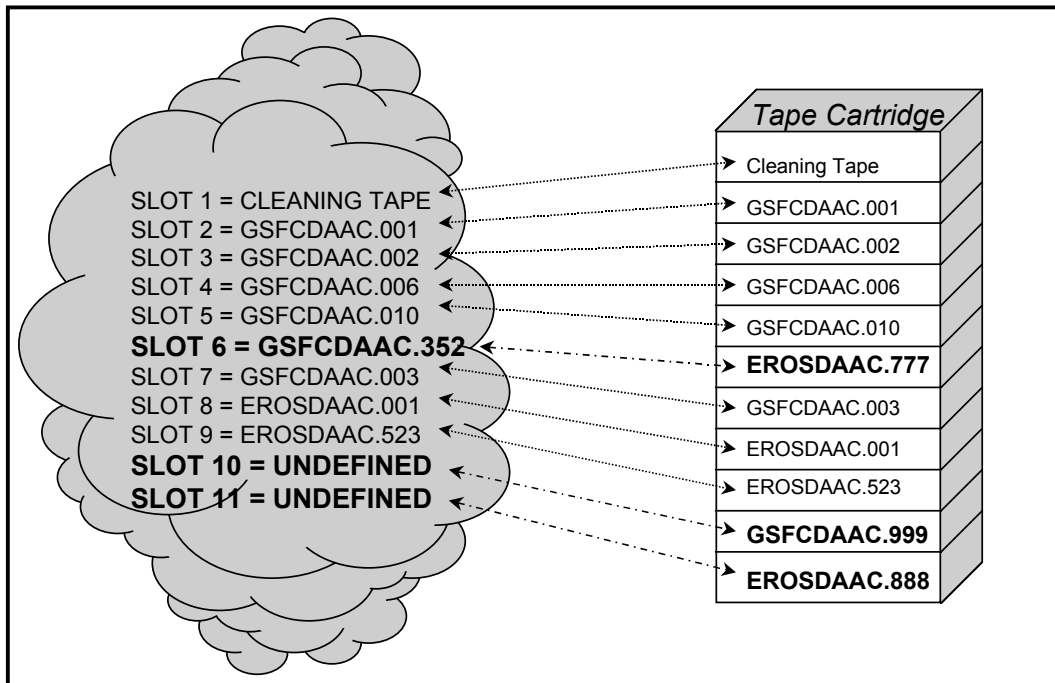 SLOT 1 = CLEANING TAPE
SLOT 2 = GSFCDAAC.001
SLOT 3 = GSFCDAAC.002
SLOT 4 = GSFCDAAC.006
SLOT 5 = GSFCDAAC.010
SLOT 6 = GSFCDAAC.352
SLOT 7 = GSFCDAAC.003
SLOT 8 = EROSDAAC.001
SLOT 9 = EROSDAAC.523
SLOT 10 = UNDEFINED
SLOT 11 = UNDEFINED
Tape Cartridge
Cleaning Tape
GSFCDAAC.001
GSFCDAAC.002
GSFCDAAC.006
GSFCDAAC.010
EROSDAAC.777
GSFCDAAC.003
EROSDAAC.001
EROSDAAC.523
GSFCDAAC.999
EROSDAAC.888